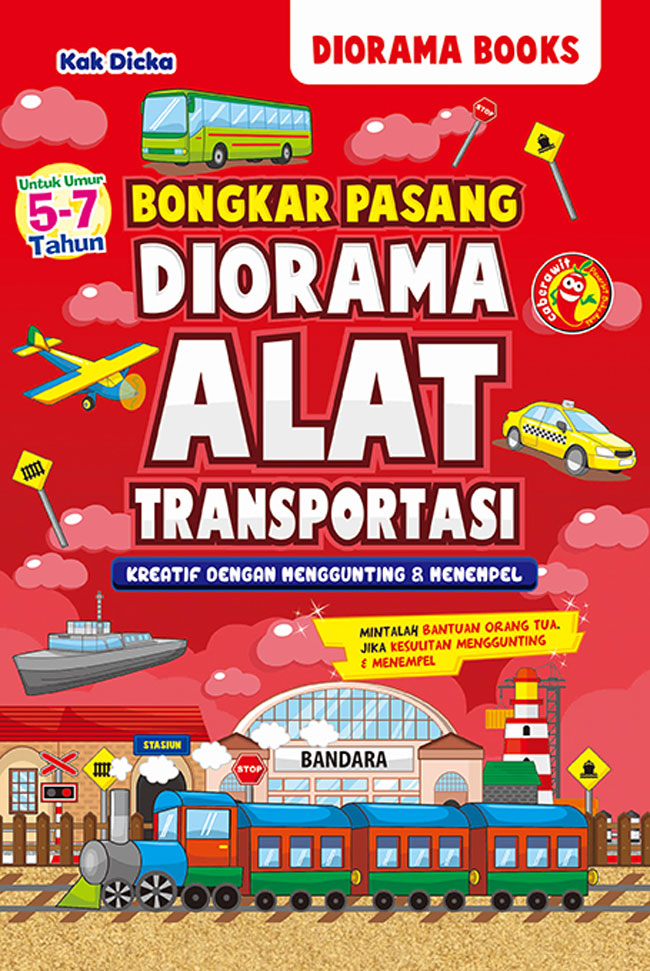 DIORAMA BOOKS
Kak Dicka
STOP
Untuk Umur
5-7
Tahun
BONGKAR PASANG
DIORAMA
ALAT
TRANSPORTASI
caberawit
KREATIF DENGAN MENGGUNTING & MENEMPEL
MINTALAH BANTUAN ORANG TUA.
JIKA KESULITAN MENGGUNTING
& MENEMPEL
STASIUN
STOP
BANDARA